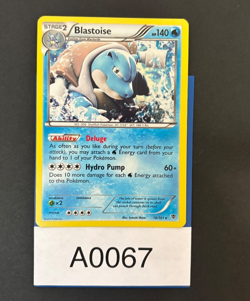 STAGE2 Blastoise HP140
Ability Deluge
As often as you like during your turn (before your
attack), you may attach a Energy card from your
hand to 1 of your Pokémon.
Hydro Pump 60+
Does 10 more damage for each Energy attached
to this Pokémon.
×2
A0067